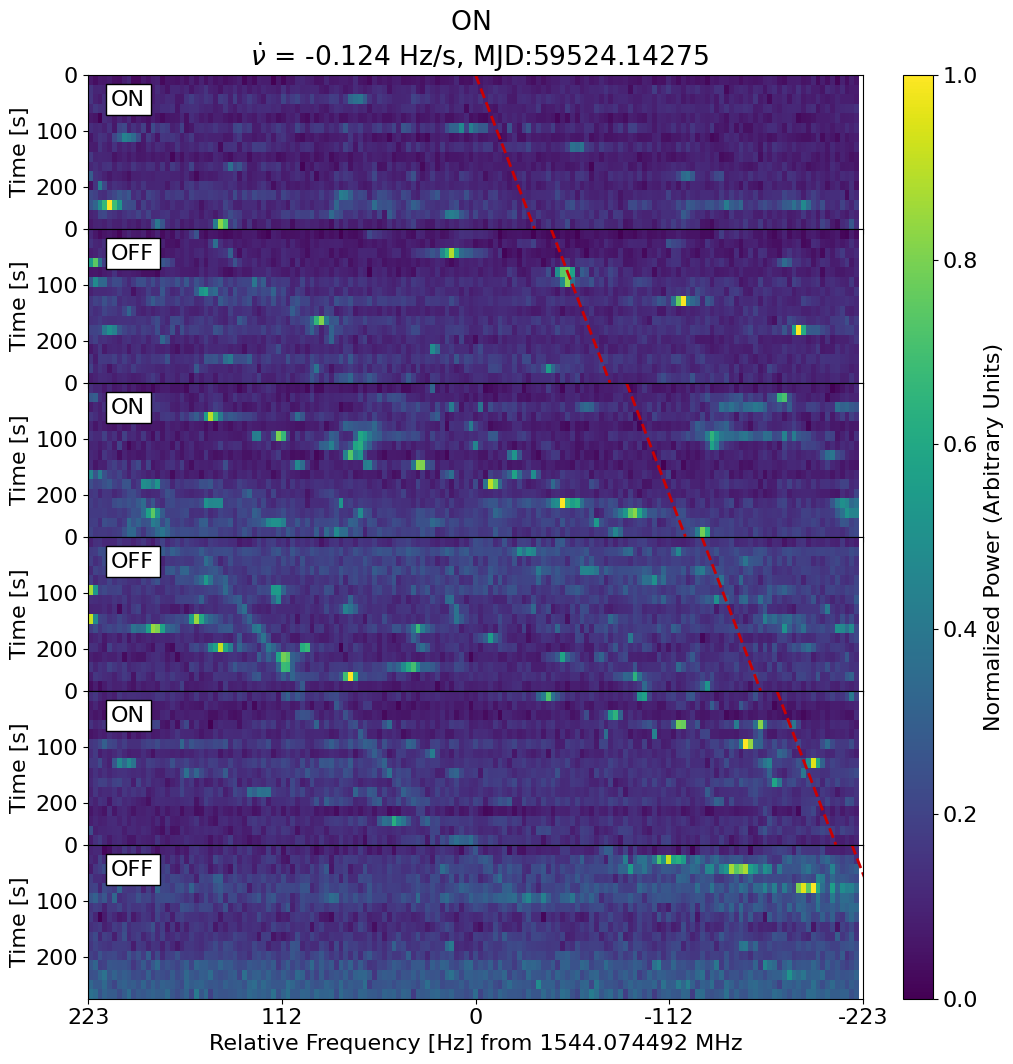 ON
ν̇ = -0.124 Hz/s, MJD:59524.14275
0
ON
100
200
Time [s]
0
OFF
100
200
Time [s]
0
ON
100
200
Time [s]
0
OFF
100
200
Time [s]
0
ON
100
200
Time [s]
0
OFF
100
200
Time [s]
223 112 0 -112 -223
Relative Frequency [Hz] from 1544.074492 MHz
1.0
0.8
0.6
0.4
0.2
0.0
Normalized Power (Arbitrary Units)